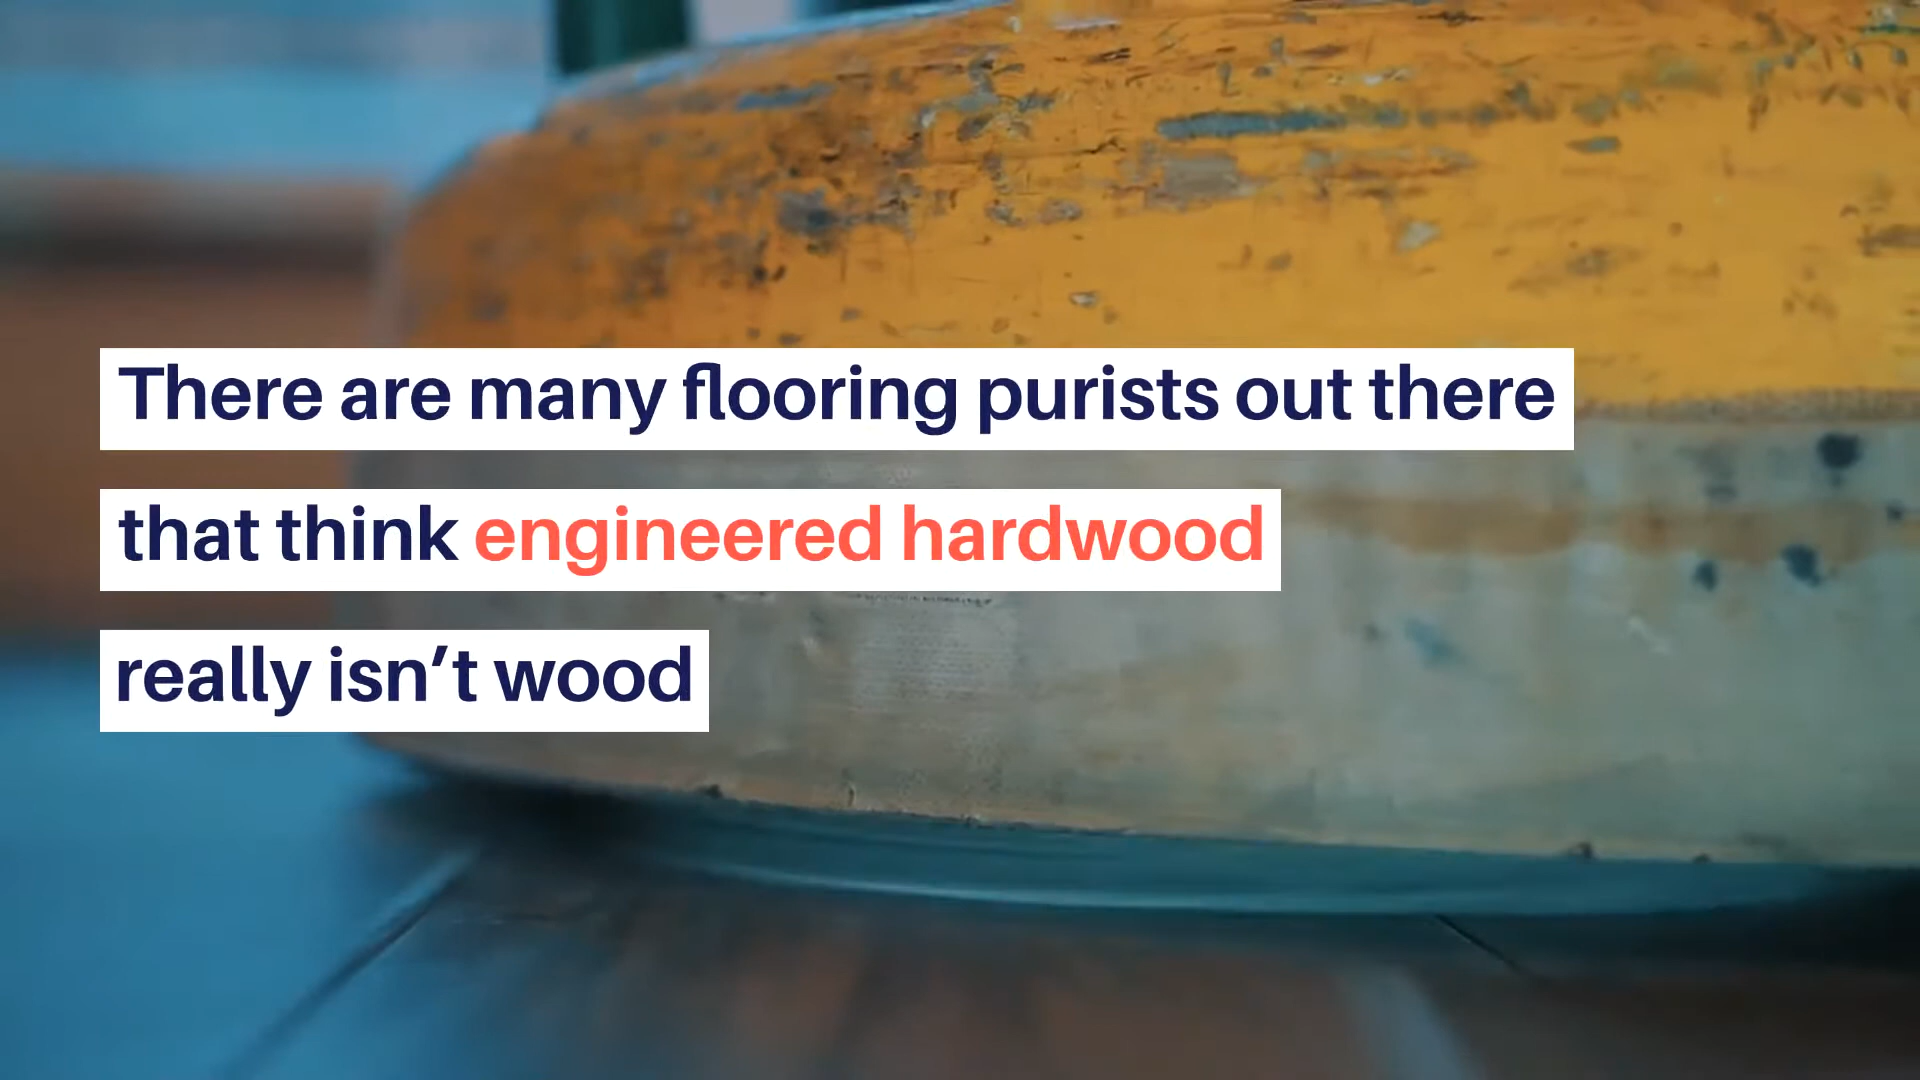 There are many flooring purists out there
that think engineered hardwood
really isn’t wood